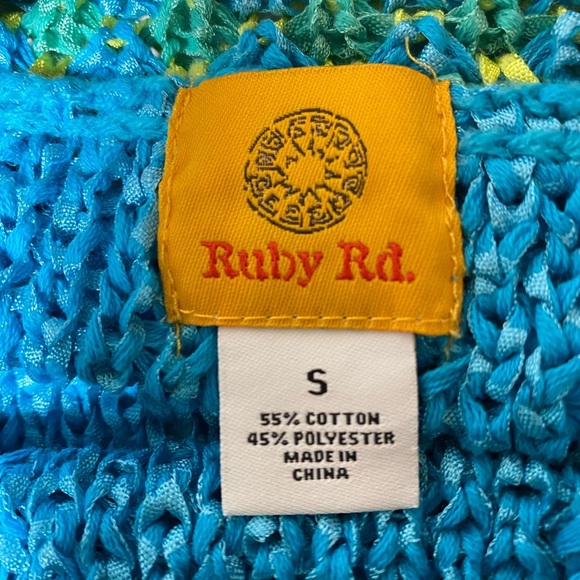 Ruby Rd.
S
55% COTTON
45% POLYESTER
MADE IN
CHINA